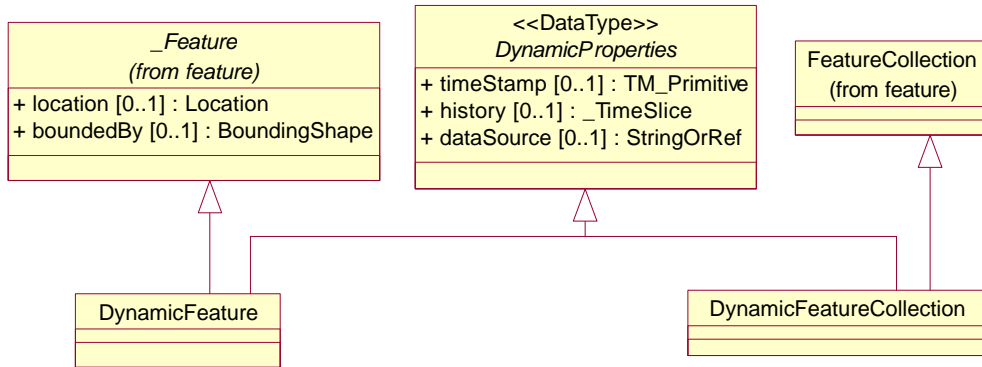 _Feature
(from feature)
+ location [0..1] : Location
+ boundedBy [0..1] : BoundingShape
<<DataType>>
DynamicProperties
+ timeStamp [0..1] : TM_Primitive
+ history [0..1] : _TimeSlice
+ dataSource [0..1] : StringOrRef
FeatureCollection
(from feature)
DynamicFeature
DynamicFeatureCollection